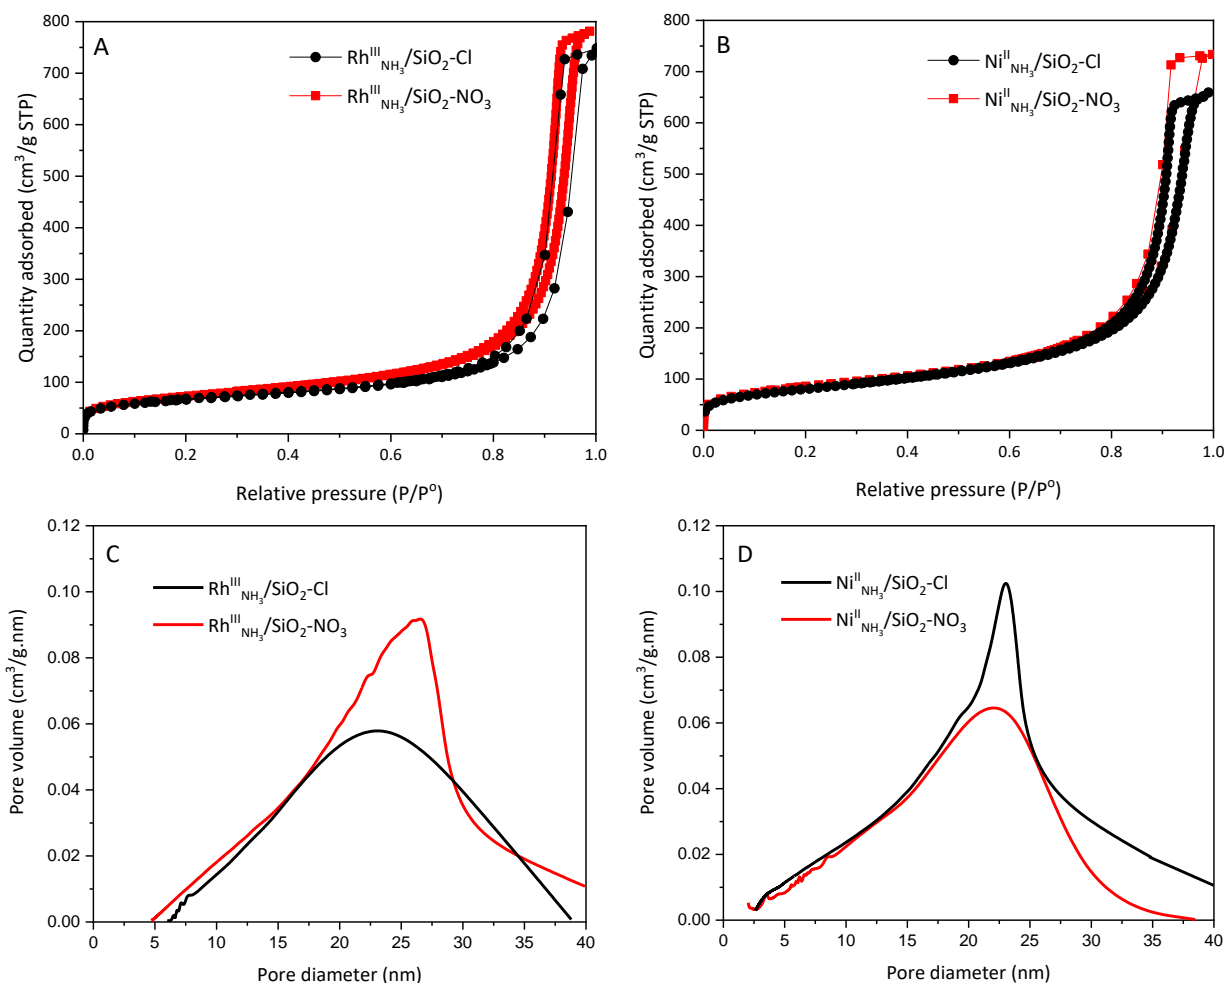 A
Rh^III_NH3/SiO2-Cl
Rh^III_NH3/SiO2-NO3
Quantity adsorbed (cm³/g STP)
800
700
600
500
400
300
200
100
0
0.0 0.2 0.4 0.6 0.8 1.0
Relative pressure (P/P⁰)
B
Ni^II_NH3/SiO2-Cl
Ni^II_NH3/SiO2-NO3
Quantity adsorbed (cm³/g STP)
800
700
600
500
400
300
200
100
0
0.0 0.2 0.4 0.6 0.8 1.0
Relative pressure (P/P⁰)
C
Rh^III_NH3/SiO2-Cl
Rh^III_NH3/SiO2-NO3
Pore volume (cm³/g.nm)
0.12
0.10
0.08
0.06
0.04
0.02
0.00
0 5 10 15 20 25 30 35 40
Pore diameter (nm)
D
Ni^II_NH3/SiO2-Cl
Ni^II_NH3/SiO2-NO3
Pore volume (cm³/g.nm)
0.12
0.10
0.08
0.06
0.04
0.02
0.00
0 5 10 15 20 25 30 35 40
Pore diameter (nm)